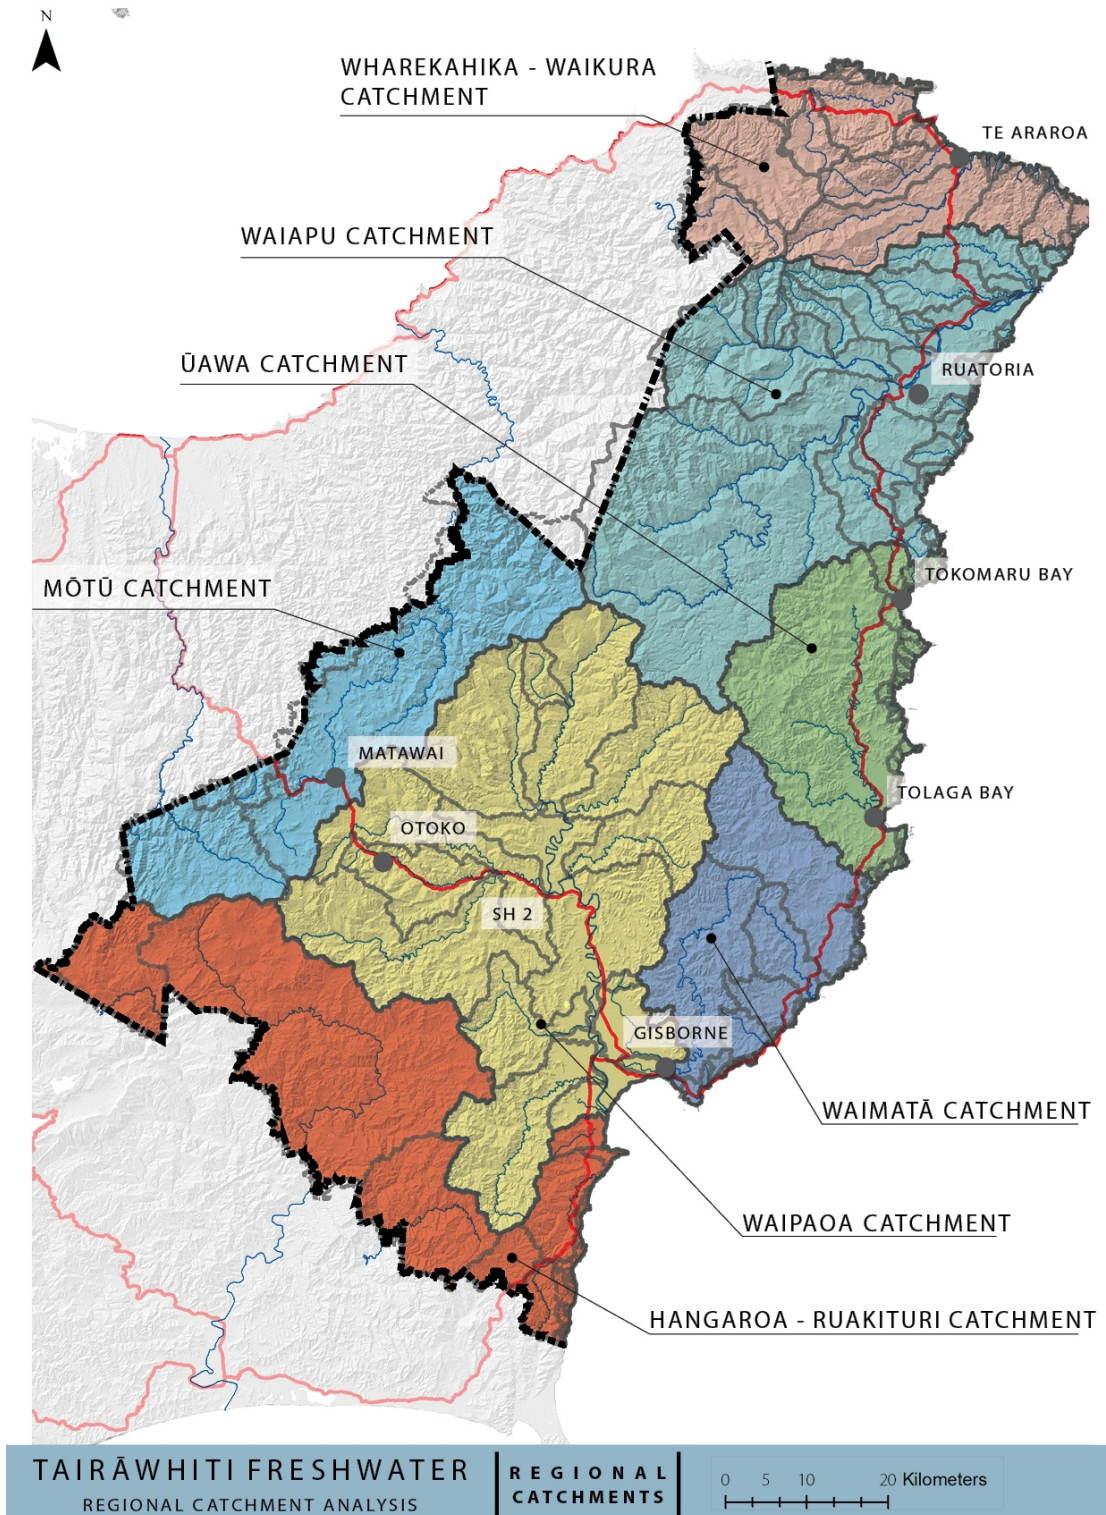 N
WHAREKAHIKA - WAIKURA
CATCHMENT
TE ARAROA
WAIAPU CATCHMENT
ŪAWA CATCHMENT
RUATORIA
MŌTŪ CATCHMENT
TOKOMARU BAY
MATAWAI
TOLAGA BAY
OTOKO
SH 2
GISBORNE
WAIMATĀ CATCHMENT
WAIPAOA CATCHMENT
HANGAROA - RUAKITURI CATCHMENT
TAIRĀWHITI FRESHWATER
REGIONAL CATCHMENT ANALYSIS
REGIONAL
CATCHMENTS
0 5 10 20 Kilometers